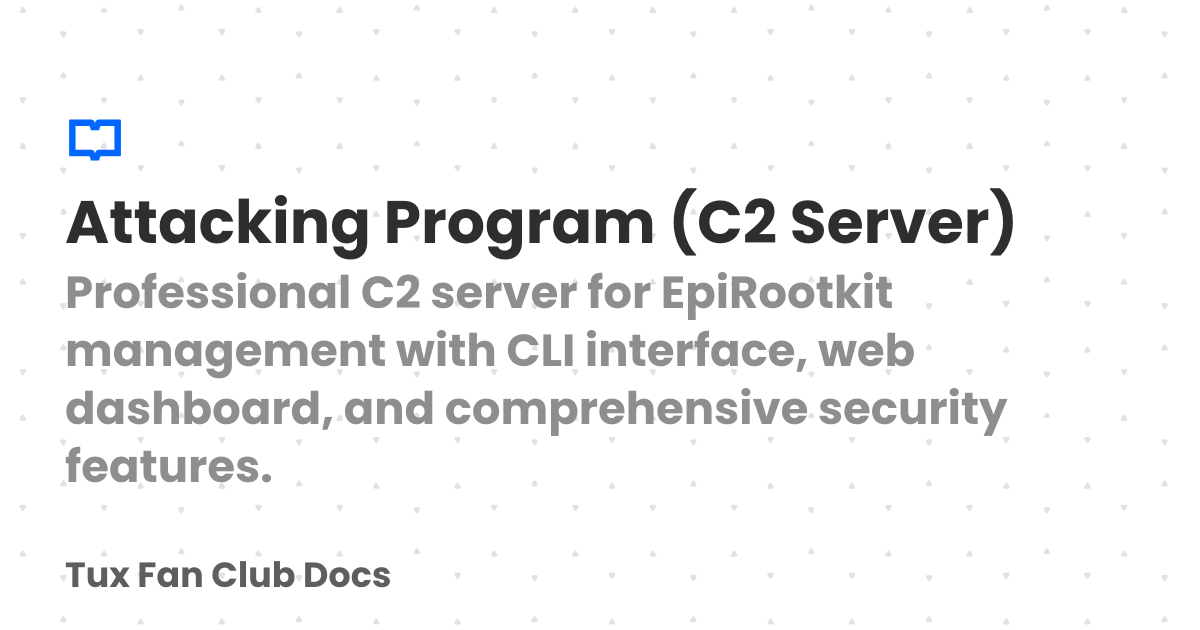 Attacking Program (C2 Server)
Professional C2 server for EpiRootkit
management with CLI interface, web
dashboard, and comprehensive security
features.
Tux Fan Club Docs